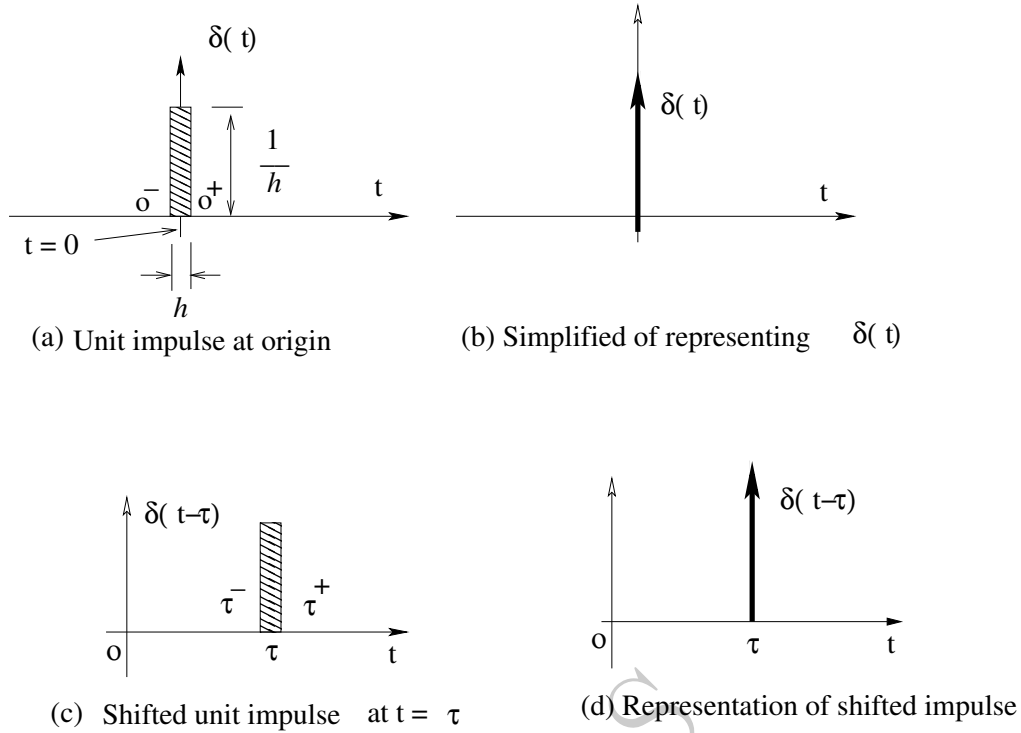 δ( t)
1
h
o⁻ o⁺
t
t = 0
h
(a) Unit impulse at origin
δ( t)
t
(b) Simplified of representing δ( t)
δ( t−τ)
τ⁻ τ⁺
o
τ
t
(c) Shifted unit impulse at t = τ
δ( t−τ)
o
τ
t
(d) Representation of shifted impulse
S